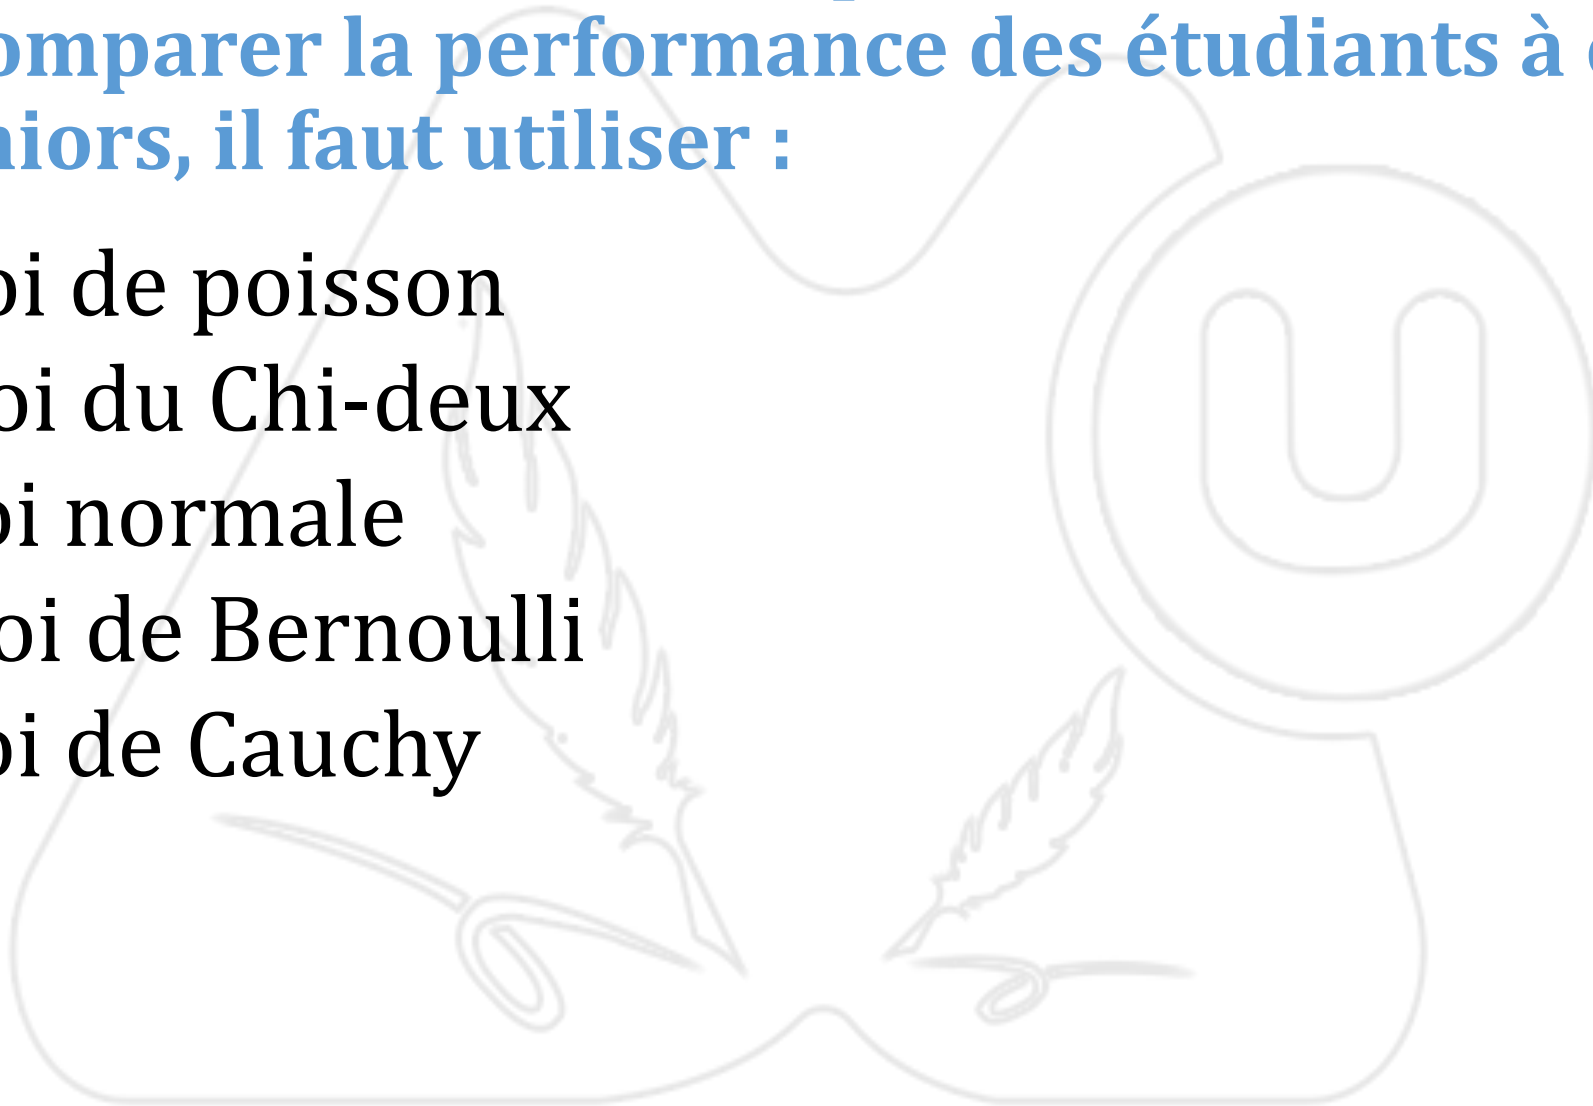 omparer la performance des étudiants à
niors, il faut utiliser :
oi de poisson
oi du Chi-deux
oi normale
oi de Bernoulli
oi de Cauchy